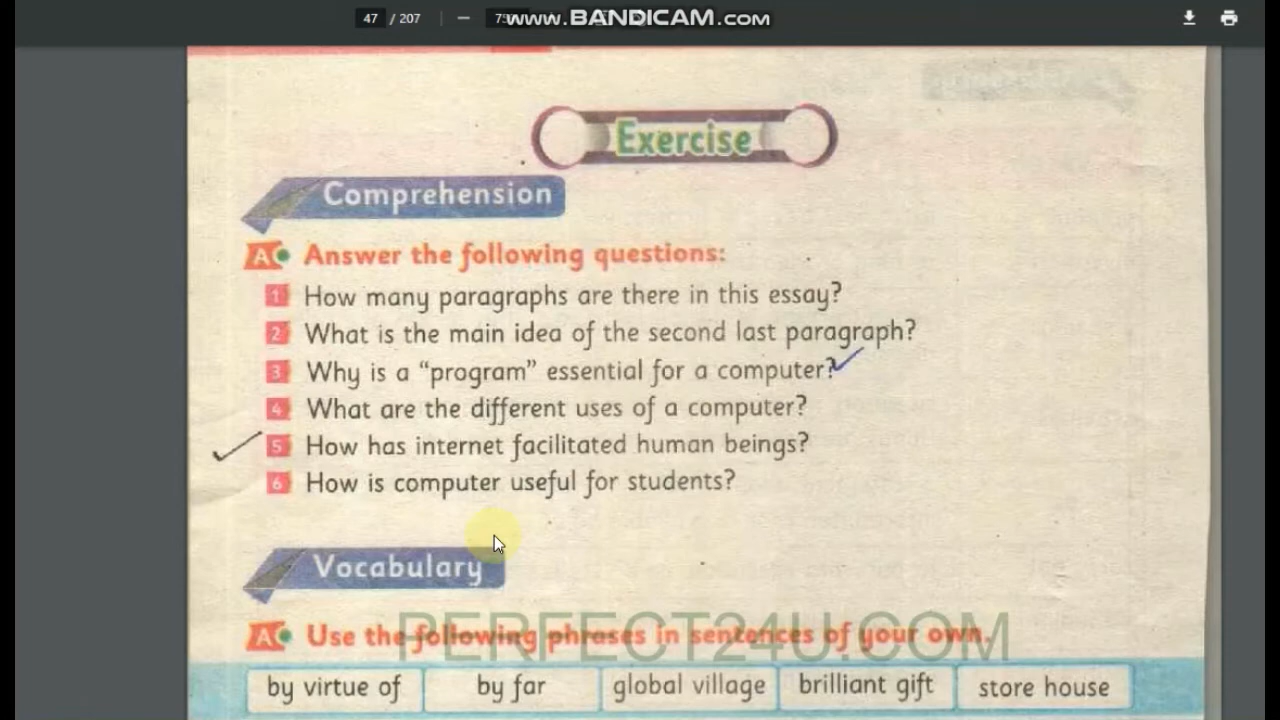 47 / 207
www.BANDICAM.com
Exercise
Comprehension
A Answer the following questions:
1 How many paragraphs are there in this essay?
2 What is the main idea of the second last paragraph?
3 Why is a “program” essential for a computer?
4 What are the different uses of a computer?
5 How has internet facilitated human beings?
6 How is computer useful for students?
Vocabulary
PERFECT24U.COM
A Use the following phrases in sentences of your own.
by virtue of by far global village brilliant gift store house